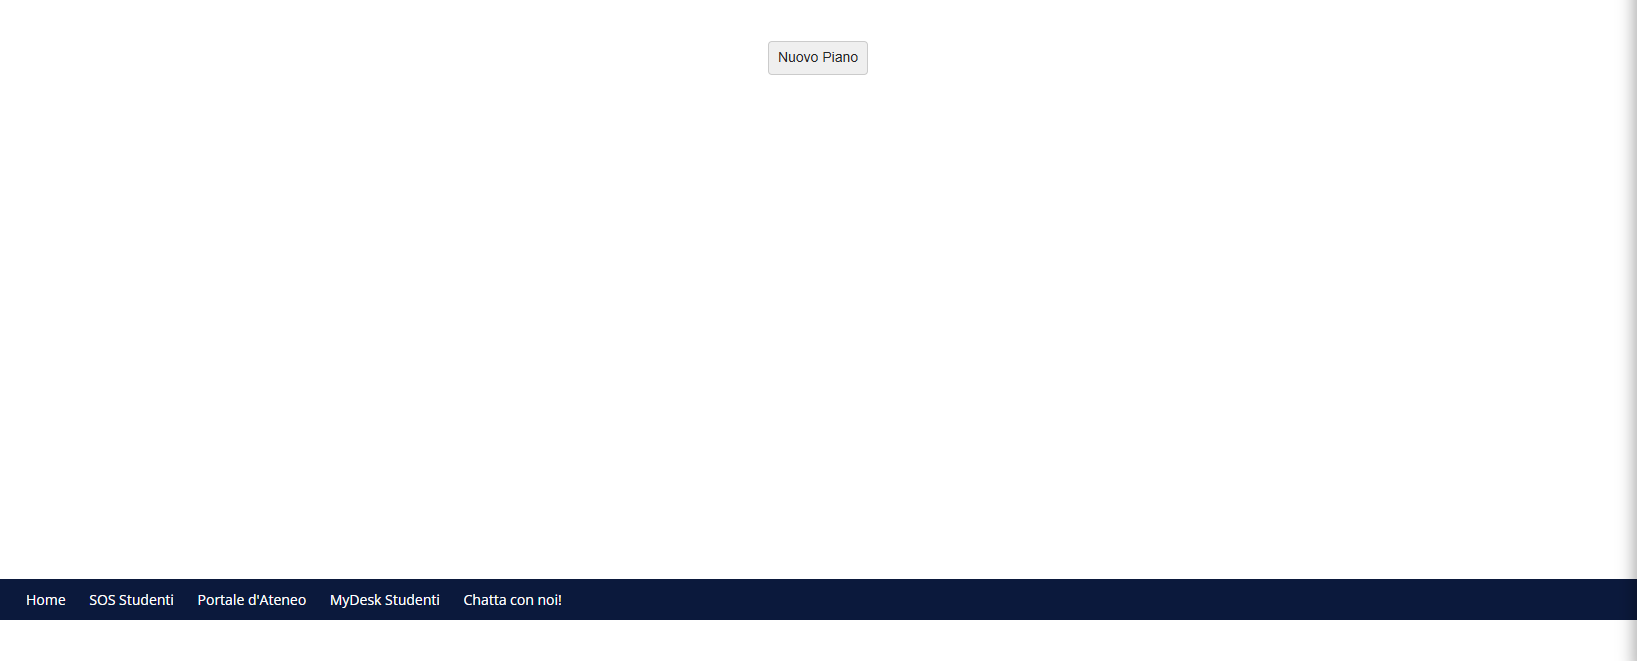 Nuovo Piano
Home SOS Studenti Portale d'Ateneo MyDesk Studenti Chatta con noi!